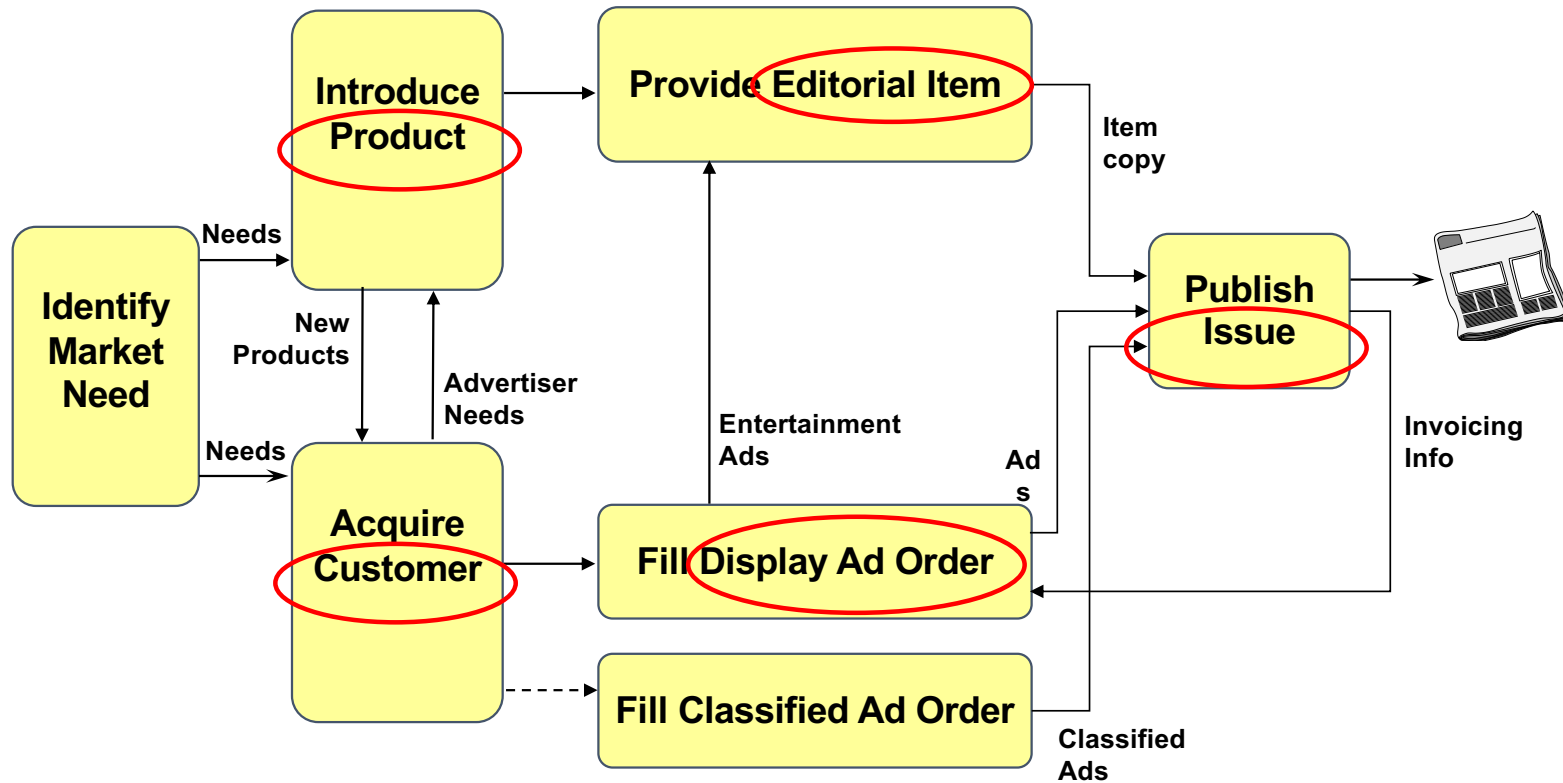 Introduce
Product
Provide Editorial Item
Item
copy
Needs
Identify
Market
Need
New
Products
Advertiser
Needs
Publish
Issue
Needs
Entertainment
Ads
Ad
s
Invoicing
Info
Acquire
Customer
Fill Display Ad Order
Fill Classified Ad Order
Classified
Ads